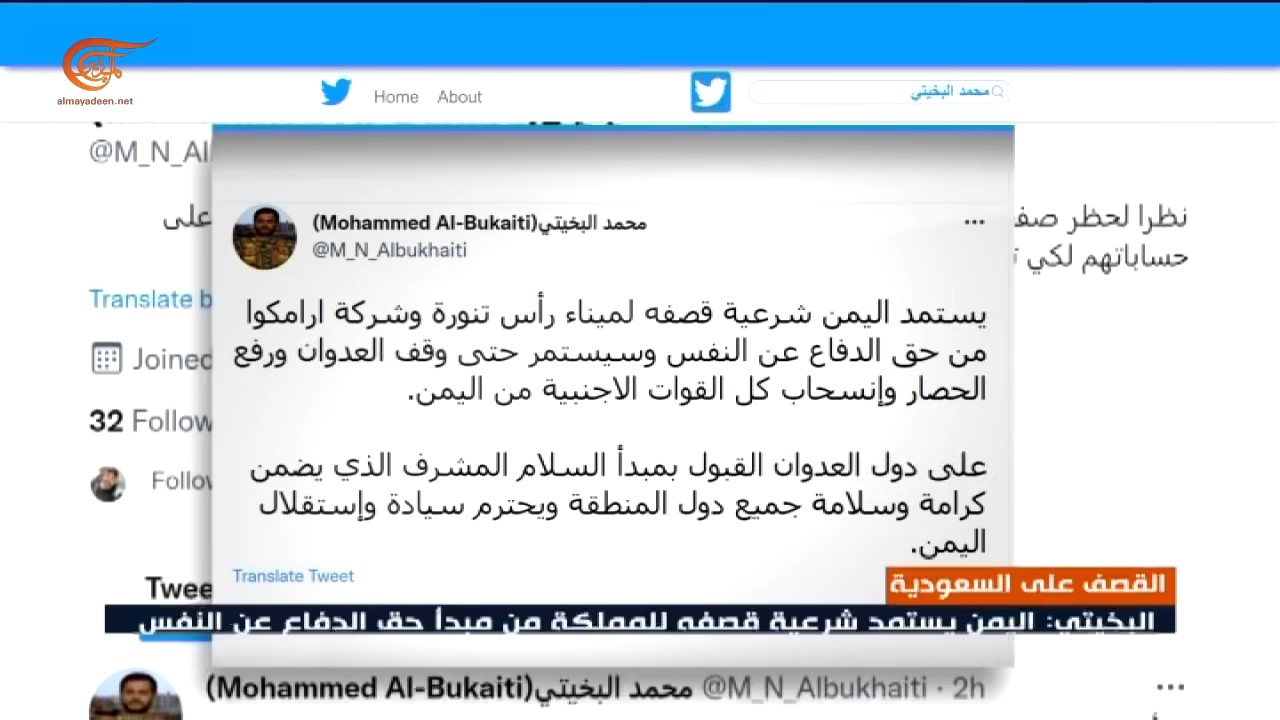 almayadeen.net
Home About
محمد البخيتي
@M_N_Al
نظرا لحظر
على
حساباتهم لكي
Translate b
Joined
32 Follow
Follow
Twee
(Mohammed Al-Bukaiti)محمد البخيتي
@M_N_Albukhaiti
يستمد اليمن شرعية قصفه لميناء رأس تنورة وشركة ارامكوا
من حق الدفاع عن النفس وسيستمر حتى وقف العدوان ورفع
الحصار وإنسحاب كل القوات الاجنبية من اليمن.
على دول العدوان القبول بمبدأ السلام المشرف الذي يضمن
كرامة وسلامة جميع دول المنطقة ويحترم سيادة وإستقلال
اليمن.
Translate Tweet
القصف على السعودية
البخيتي: اليمن يستمد شرعية قصفه للمملكة من مبدأ حق الدفاع عن النفس
(Mohammed Al-Bukaiti)محمد البخيتي @M_N_Albukhaiti · 2h